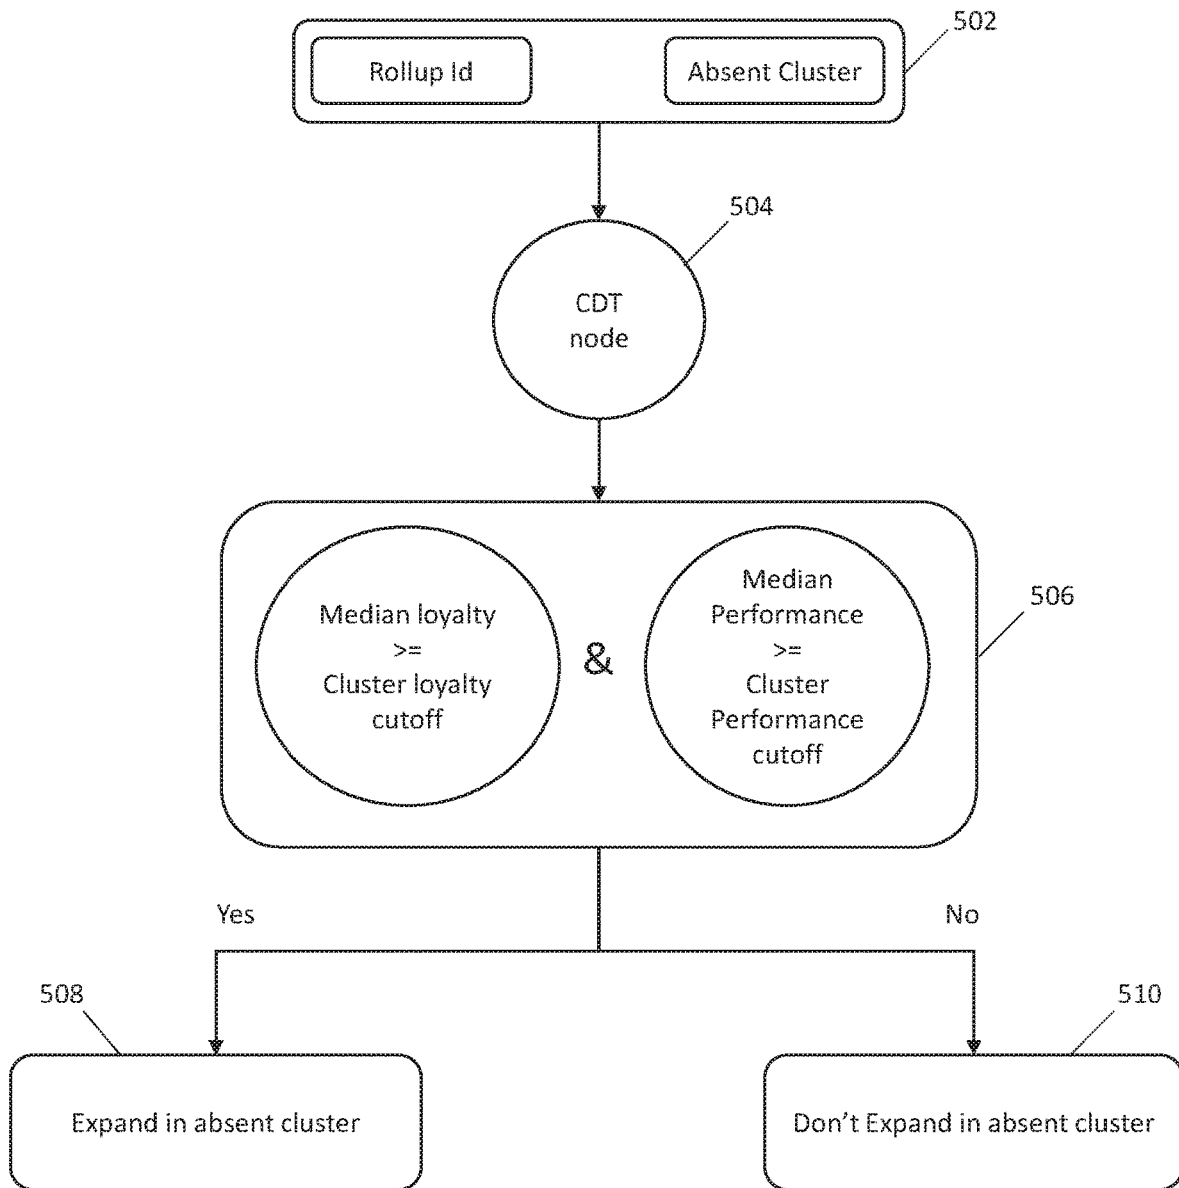 502
Rollup Id
Absent Cluster
504
CDT
node
506
Median loyalty
>=
Cluster loyalty
cutoff
&
Median
Performance
>=
Cluster
Performance
cutoff
Yes
No
508
510
Expand in absent cluster
Don't Expand in absent cluster